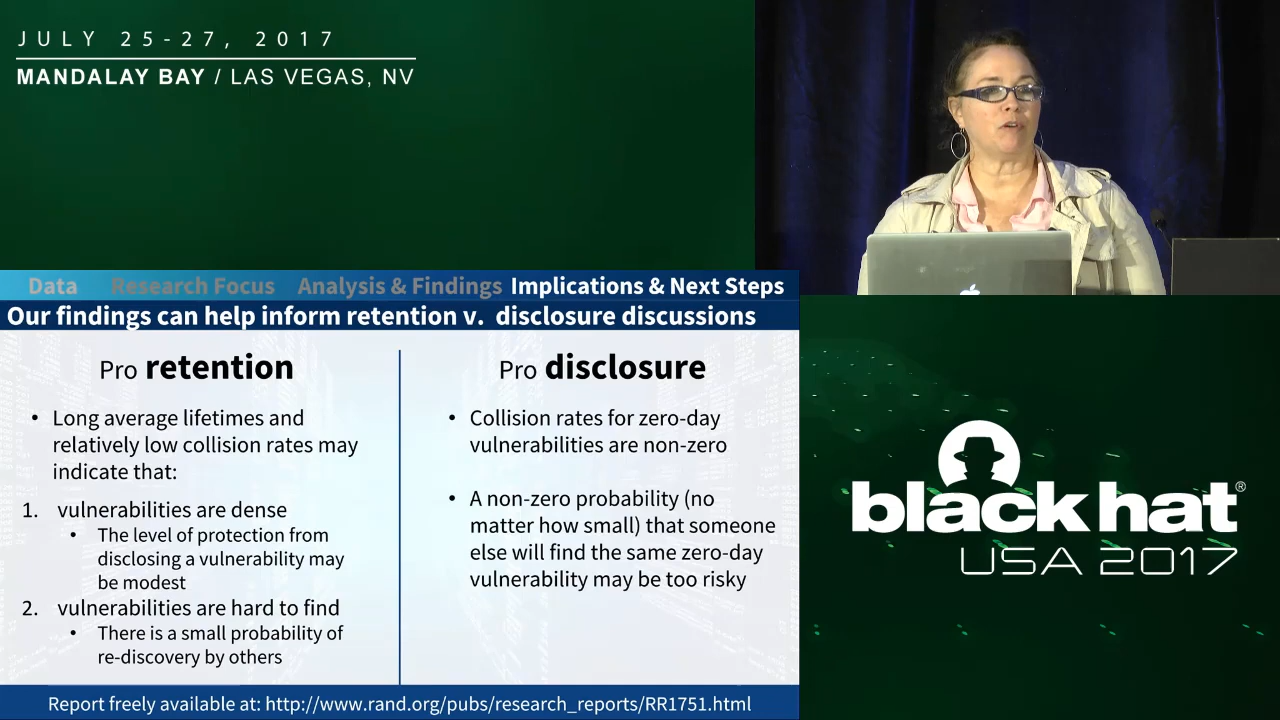 JULY 25-27, 2017
MANDALAY BAY / LAS VEGAS, NV
Data Research Focus Analysis & Findings Implications & Next Steps
Our findings can help inform retention v. disclosure discussions
Pro retention
• Long average lifetimes and
relatively low collision rates may
indicate that:
1. vulnerabilities are dense
• The level of protection from
disclosing a vulnerability may
be modest
2. vulnerabilities are hard to find
• There is a small probability of
re-discovery by others
Pro disclosure
• Collision rates for zero-day
vulnerabilities are non-zero
• A non-zero probability (no
matter how small) that someone
else will find the same zero-day
vulnerability may be too risky
Report freely available at: http://www.rand.org/pubs/research_reports/RR1751.html
black hat®
USA 2017